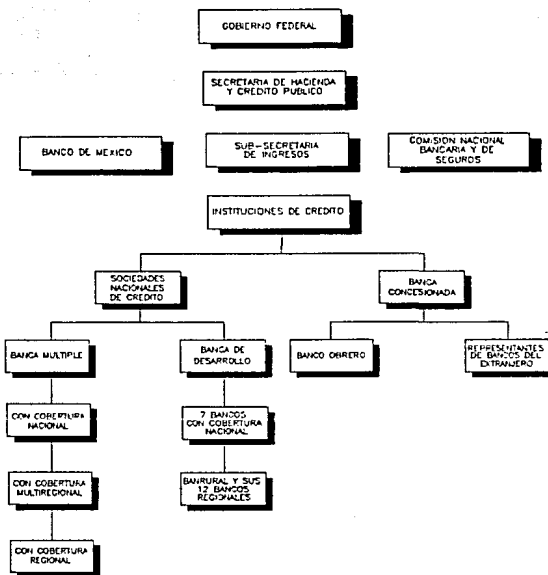 GOBIERNO FEDERAL
SECRETARIA DE HACIENDA
Y CREDITO PUBLICO
BANCO DE MEXICO
SUB-SECRETARIA
DE INGRESOS
COMISION NACIONAL
BANCARIA Y DE
SEGUROS
INSTITUCIONES DE CREDITO
SOCIEDADES
NACIONALES
DE CREDITO
BANCA
CONCESIONADA
BANCA MULTIPLE
BANCA DE
DESARROLLO
BANCO OBRERO
REPRESENTANTES
DE BANCOS DEL
EXTRANJERO
CON COBERTURA
NACIONAL
7 BANCOS
CON COBERTURA
NACIONAL
CON COBERTURA
MULTIREGIONAL
BANRURAL Y SUS
12 BANCOS
REGIONALES
CON COBERTURA
REGIONAL